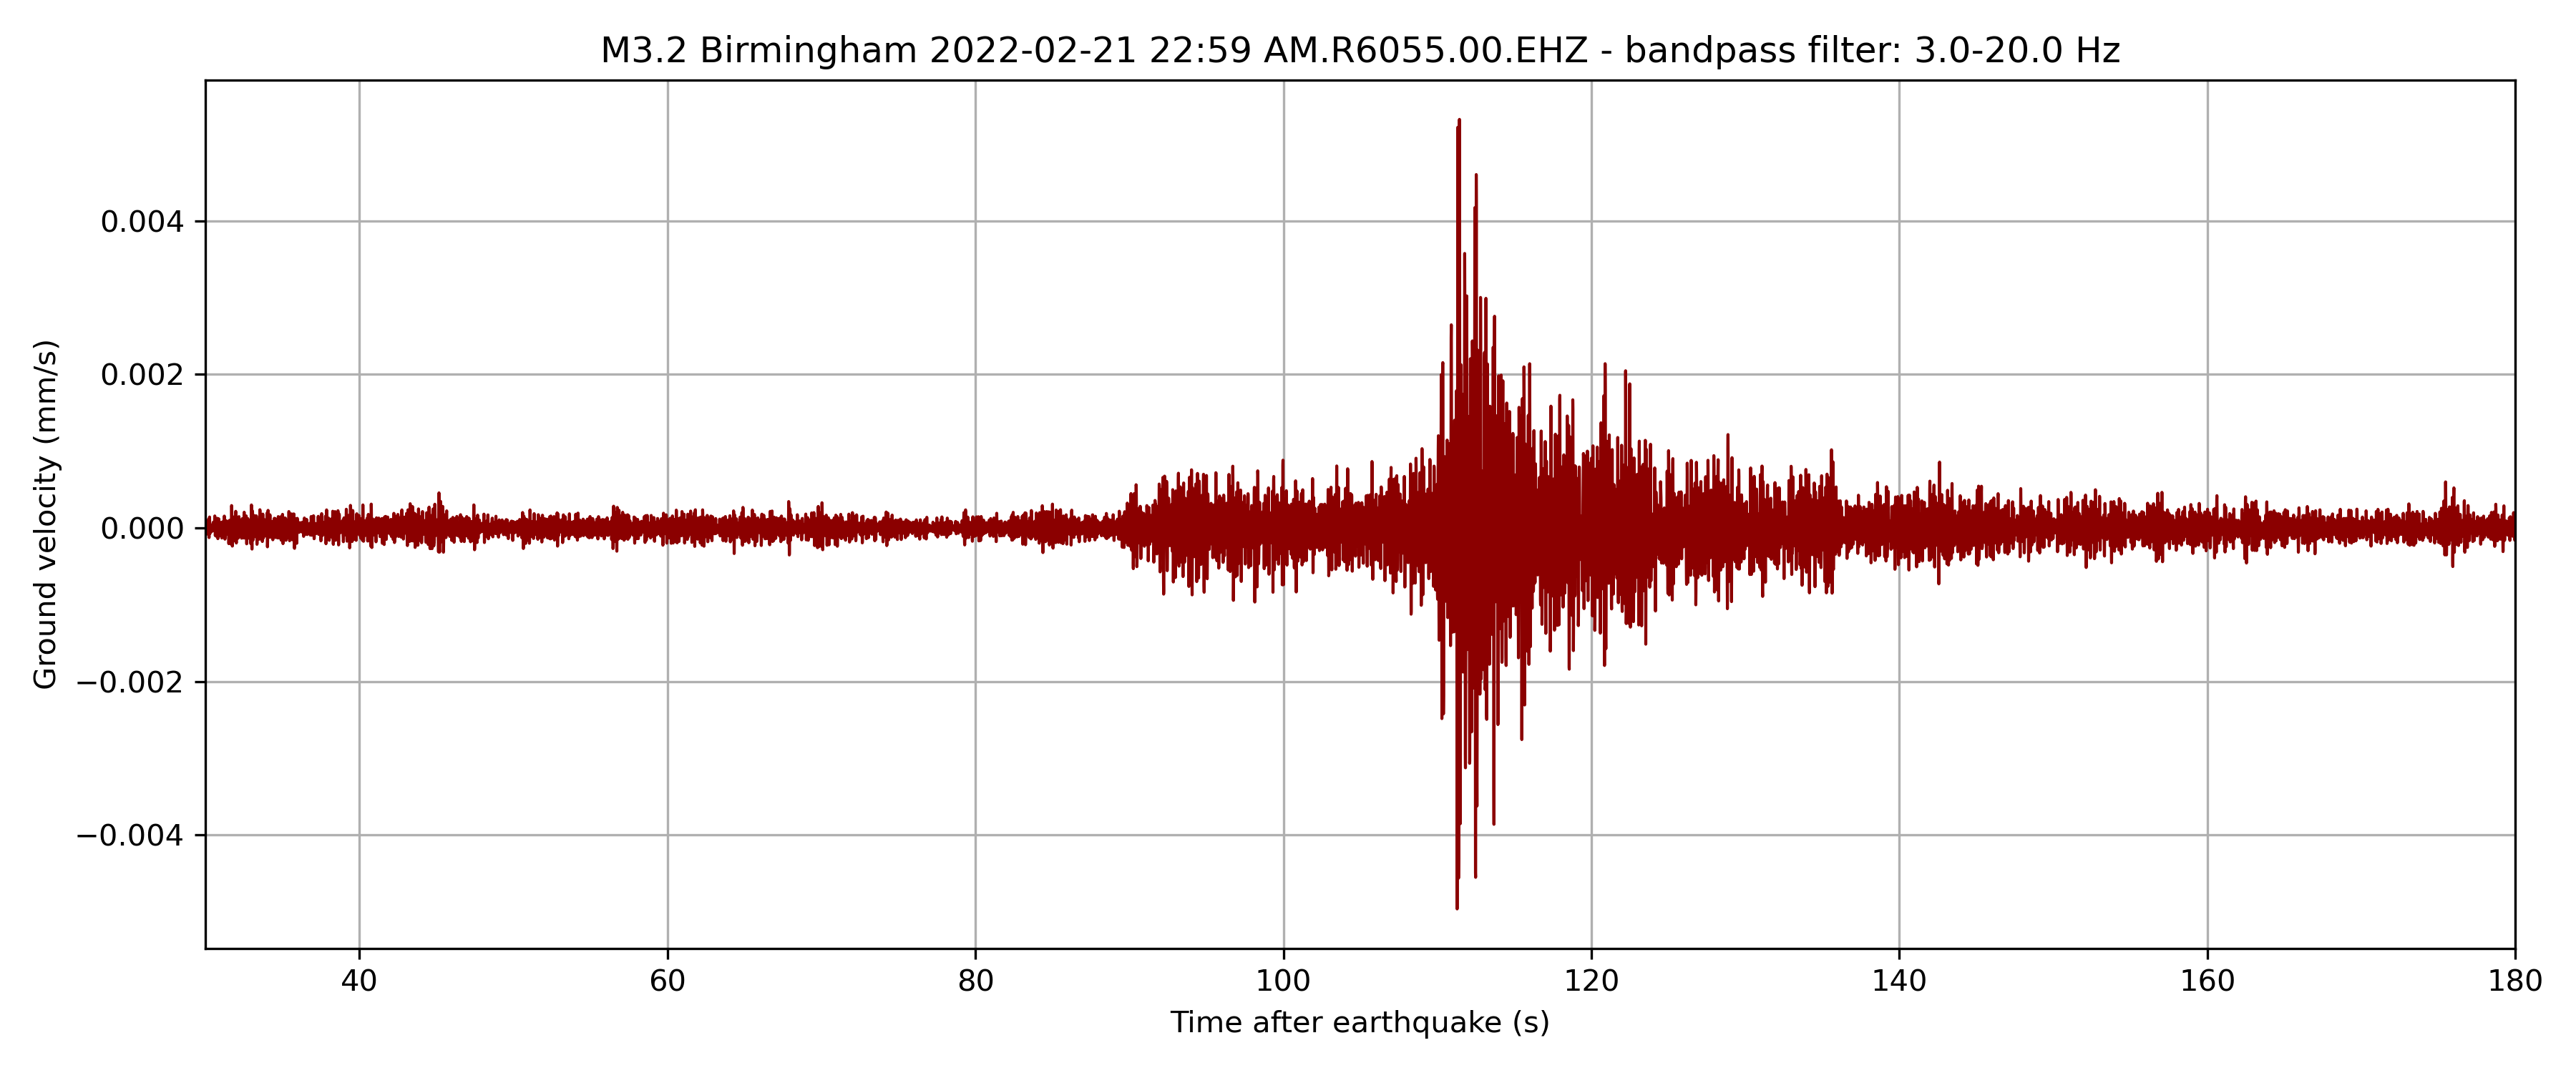 M3.2 Birmingham 2022-02-21 22:59 AM.R6055.00.EHZ - bandpass filter: 3.0-20.0 Hz
Ground velocity (mm/s)
0.004
0.002
0.000
−0.002
−0.004
40 60 80 100 120 140 160 180
Time after earthquake (s)